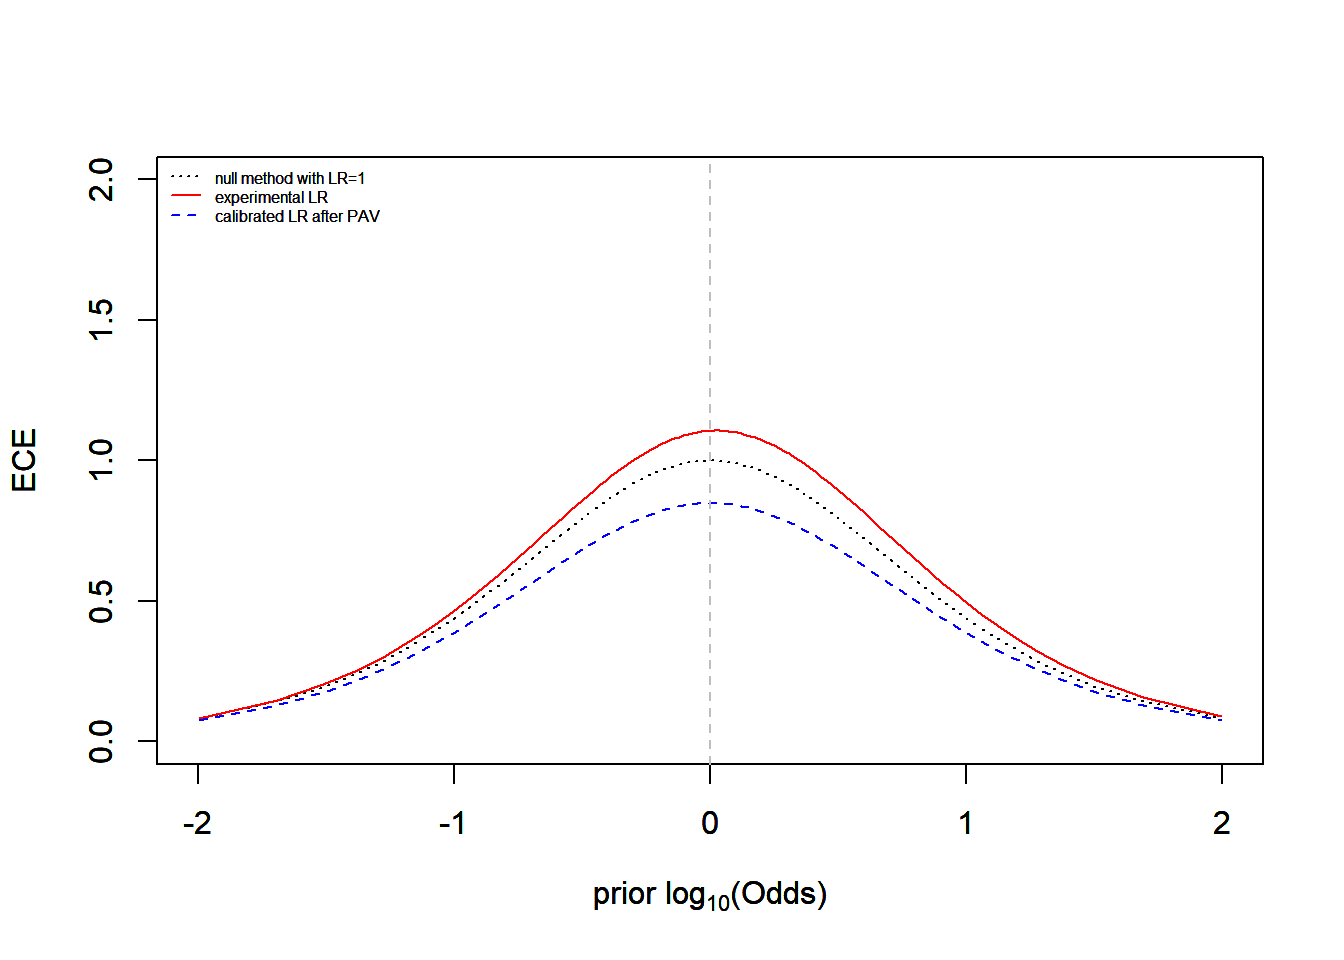 null method with LR=1
experimental LR
calibrated LR after PAV
ECE
2.0
1.5
1.0
0.5
0.0
-2 -1 0 1 2
prior log10(Odds)